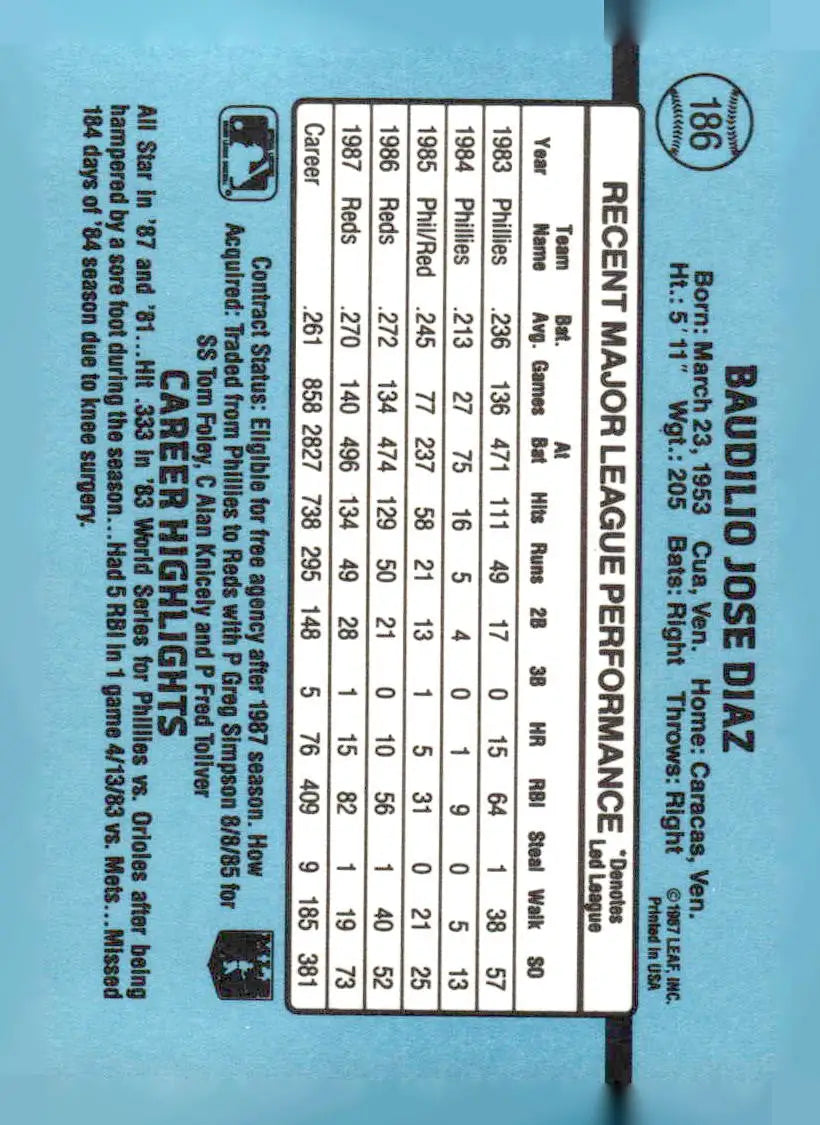 186
BAUDILIO JOSE DIAZ
Born: March 23, 1953 Cua, Ven. Home: Caracas, Ven.
Ht.: 5' 11" Wgt.: 205 Bats: Right Throws: Right
© 1987 LEAF, INC.
Printed in USA
RECENT MAJOR LEAGUE PERFORMANCE *Denotes Led League
Year Team Name Bat. Avg. Games At Bat Hits Runs 2B 3B HR RBI Steal Walk SO
1983 Phillies .236 136 471 111 49 17 0 15 64 1 38 57
1984 Phillies .213 27 75 16 5 4 0 1 9 0 5 13
1985 Phil/Red .245 77 237 58 21 13 1 5 31 0 21 25
1986 Reds .272 134 474 129 50 21 0 10 56 1 40 52
1987 Reds .270 140 496 134 49 28 1 15 82 1 19 73
Career .261 858 2827 738 295 148 5 76 409 9 185 381
Contract Status: Eligible for free agency after 1987 season. How
Acquired: Traded from Phillies to Reds with P Greg Simpson 8/8/85 for
SS Tom Foley, C Alan Knicely and P Fred Toliver
CAREER HIGHLIGHTS
All Star in '87 and '81...Hit .333 in '83 World Series for Phillies vs. Orioles after being
hampered by a sore foot during the season...Had 5 RBI in 1 game 4/13/83 vs. Mets...Missed
184 days of '84 season due to knee surgery.